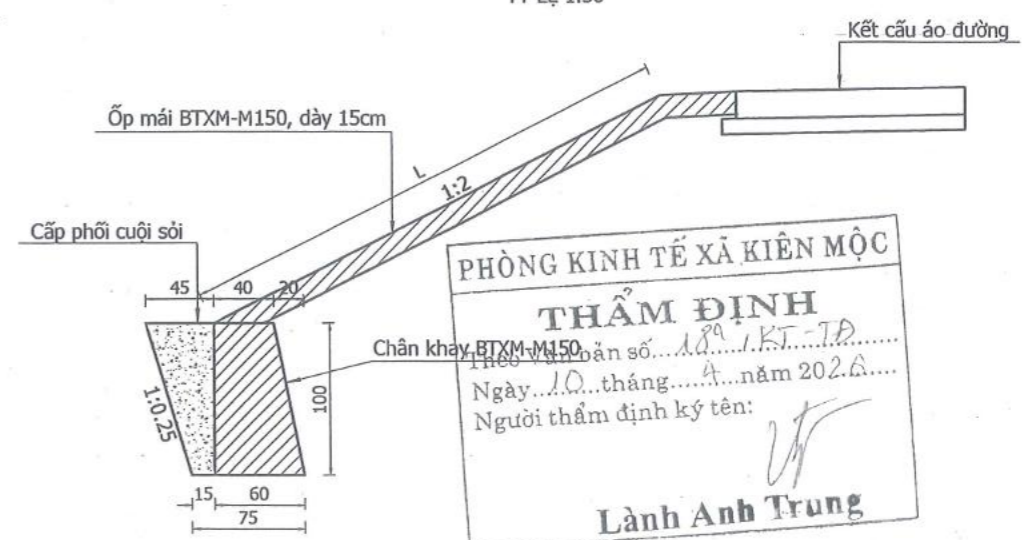 Tỷ Lệ 1:50
Kết cấu áo đường
Ốp mái BTXM-M150, dày 15cm
L
1:2
Cấp phối cuội sỏi
45 40 20
Chân khay BTXM-M150
1:0.25
100
15 60
75
PHÒNG KINH TẾ XÃ KIÊN MỘC
THẨM ĐỊNH
Theo văn bản số....189./KT-TĐ
Ngày...10...tháng...4...năm 202
Người thẩm định ký tên:
Lành Anh Trung